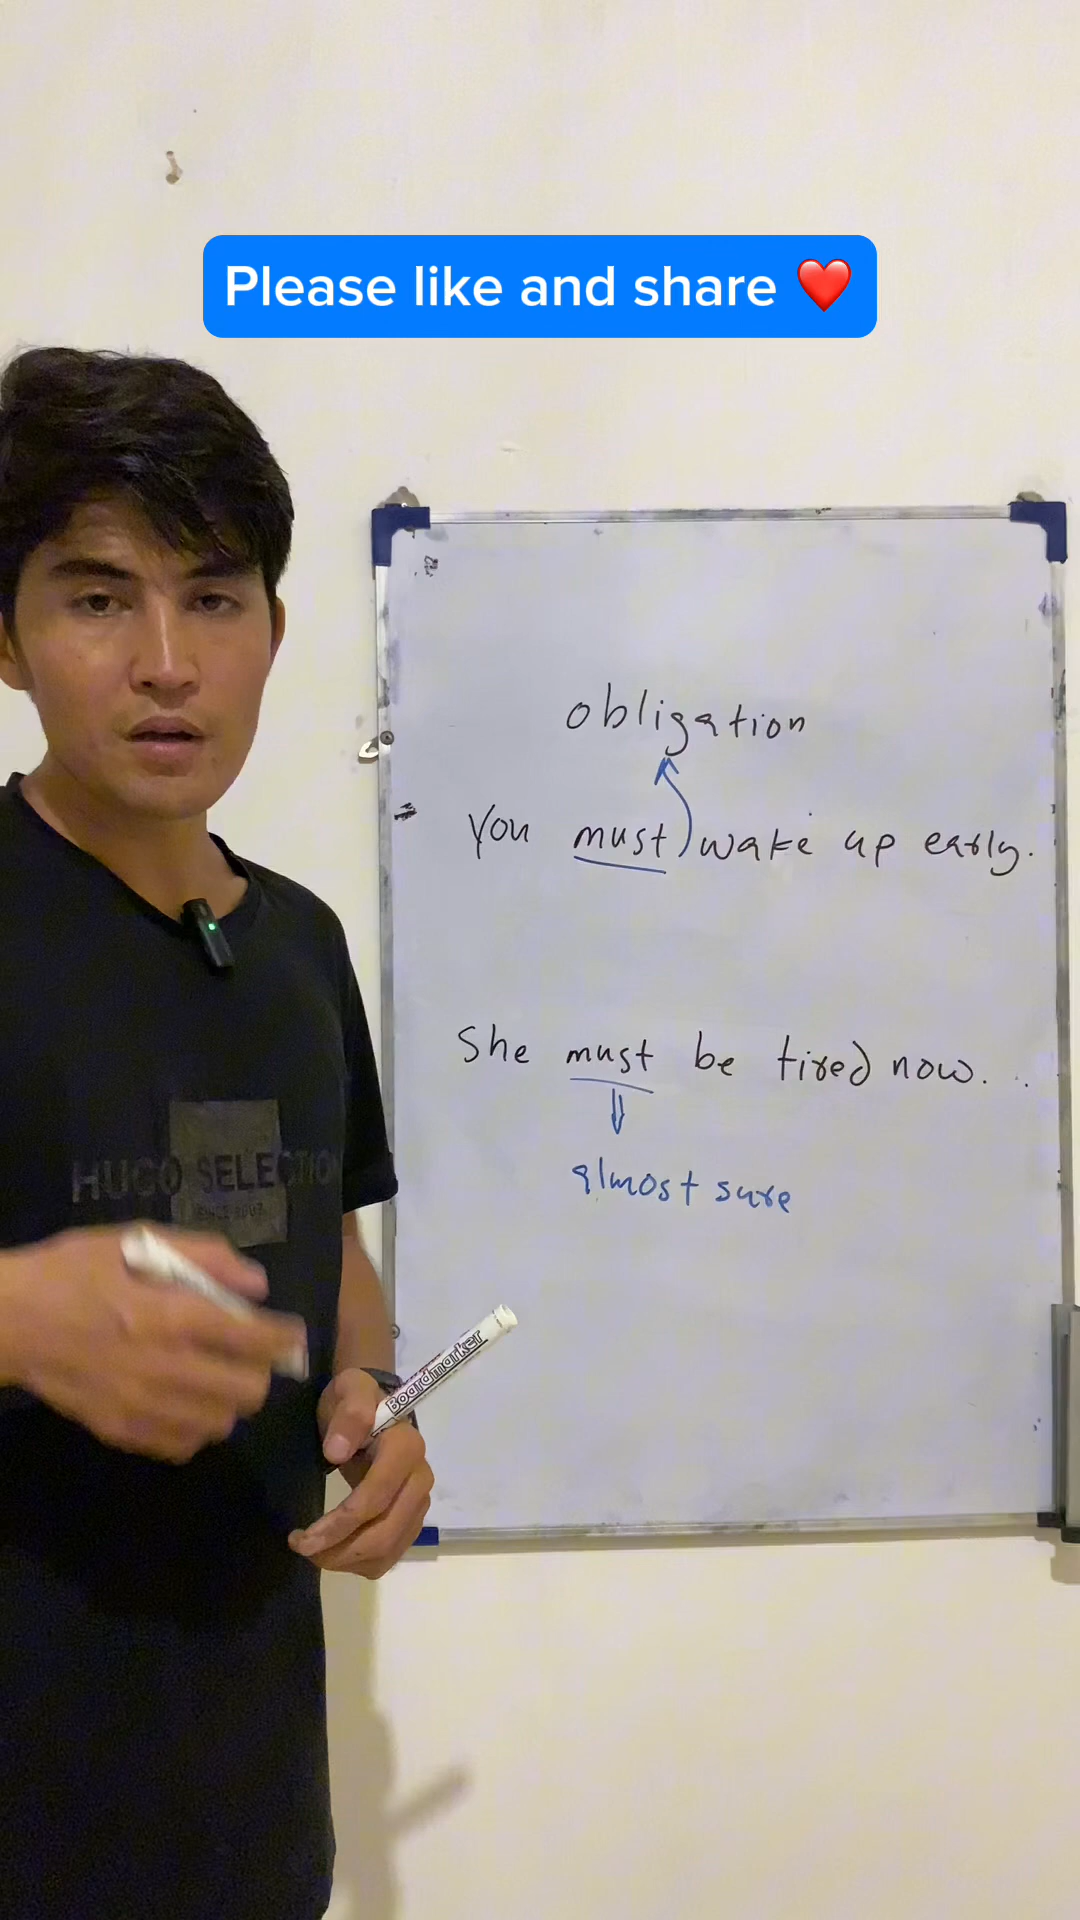 Please like and share ❤️
obligation
You must wake up early.
She must be tired now...
almost sure
HUGO SELECTION
Boardmarker